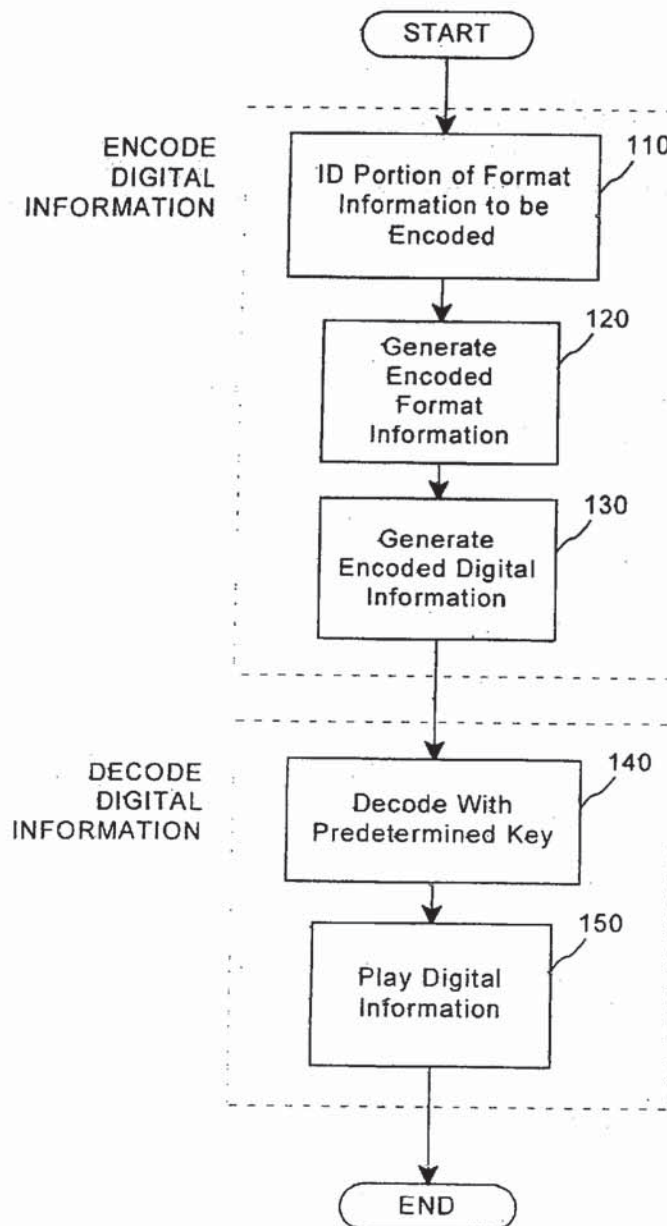 START
ENCODE
DIGITAL
INFORMATION
ID Portion of Format
Information to be
Encoded
110
Generate
Encoded
Format
Information
120
Generate
Encoded Digital
Information
130
DECODE
DIGITAL
INFORMATION
Decode With
Predetermined Key
140
Play Digital
Information
150
END